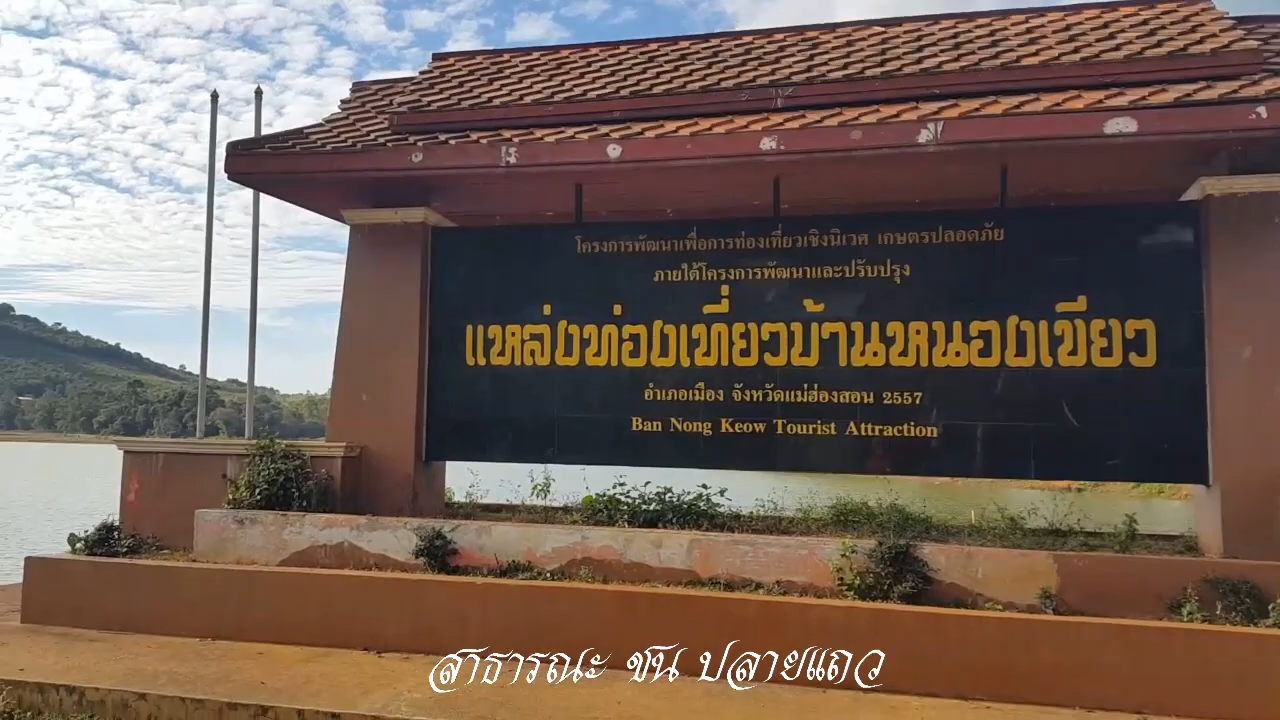 โครงการพัฒนาเพื่อการท่องเที่ยวเชิงนิเวศ เกษตรปลอดภัย
ภายใต้โครงการพัฒนาและปรับปรุง
แหล่งท่องเที่ยวบ้านหนองเขียว
อำเภอเมือง จังหวัดแม่ฮ่องสอน 2557
Ban Nong Keow Tourist Attraction
สาธารณะ ชน ปลายแถว